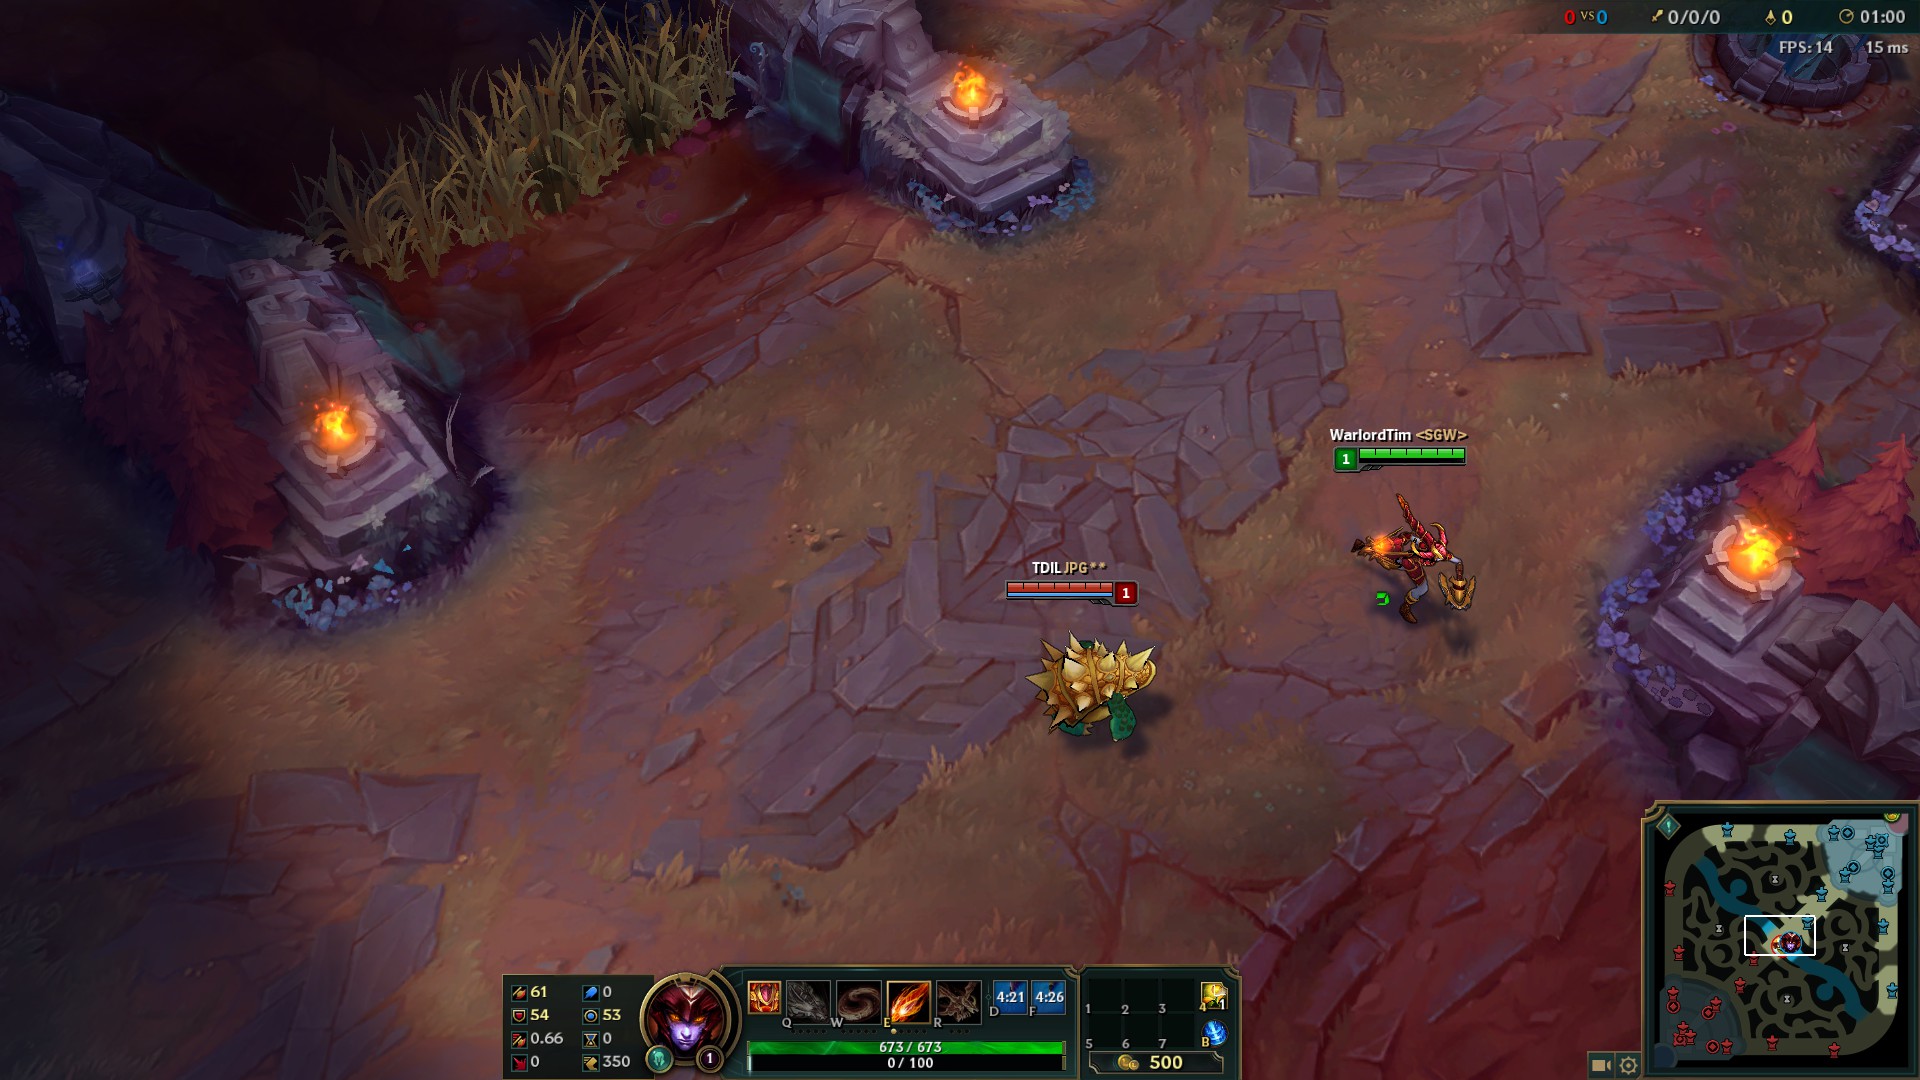 0 VS 0 0/0/0 0 01:00
FPS: 14 15 ms
WarlordTim <SGW>
1
TDILJPG**
1
61 0
54 53
0.66 0
0 350
1
Q W E R
4:21 4:26
D F
673 / 673
0 / 100
1 2 3 4 1
5 6 7 B
500